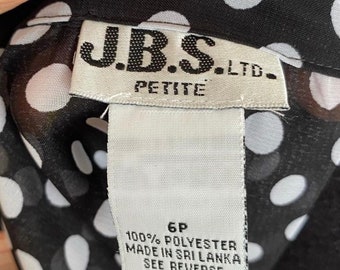 J.B.S. LTD.
PETITE
6P
100% POLYESTER
MADE IN SRI LANKA
SEE REVERSE